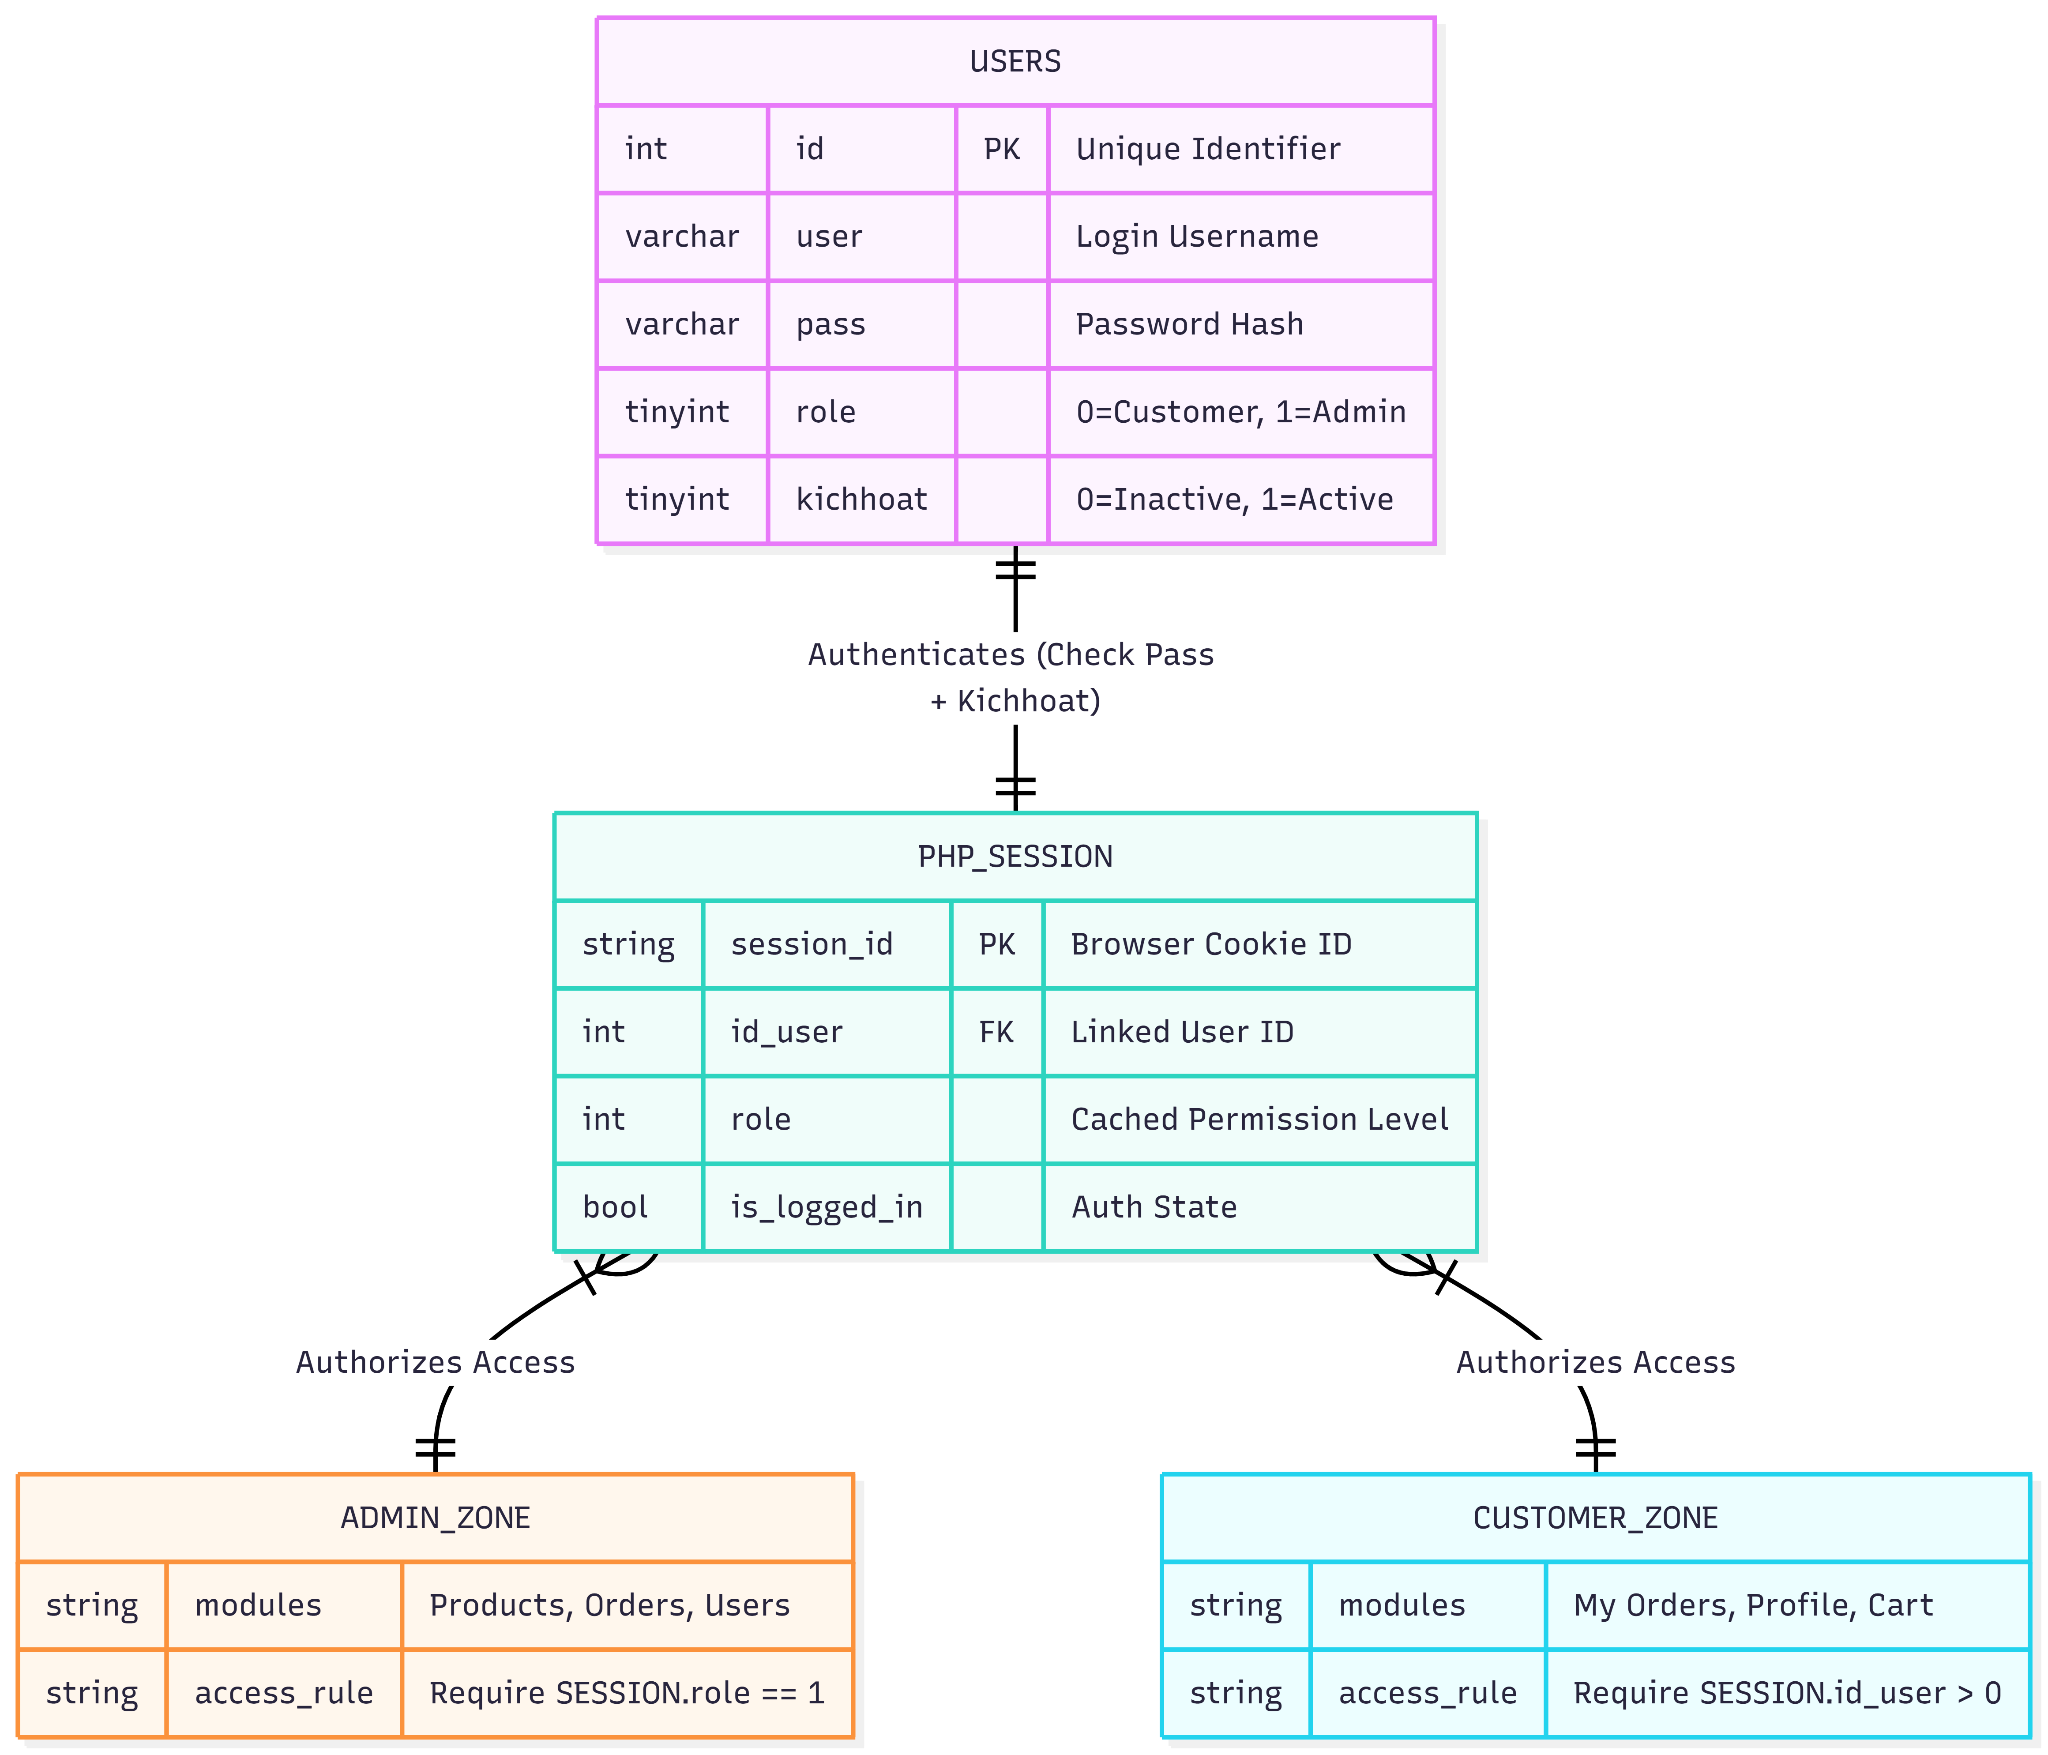 USERS
int id PK Unique Identifier
varchar user Login Username
varchar pass Password Hash
tinyint role 0=Customer, 1=Admin
tinyint kichhoat 0=Inactive, 1=Active
Authenticates (Check Pass
+ Kichhoat)
PHP_SESSION
string session_id PK Browser Cookie ID
int id_user FK Linked User ID
int role Cached Permission Level
bool is_logged_in Auth State
Authorizes Access
Authorizes Access
ADMIN_ZONE
string modules Products, Orders, Users
string access_rule Require SESSION.role == 1
CUSTOMER_ZONE
string modules My Orders, Profile, Cart
string access_rule Require SESSION.id_user > 0